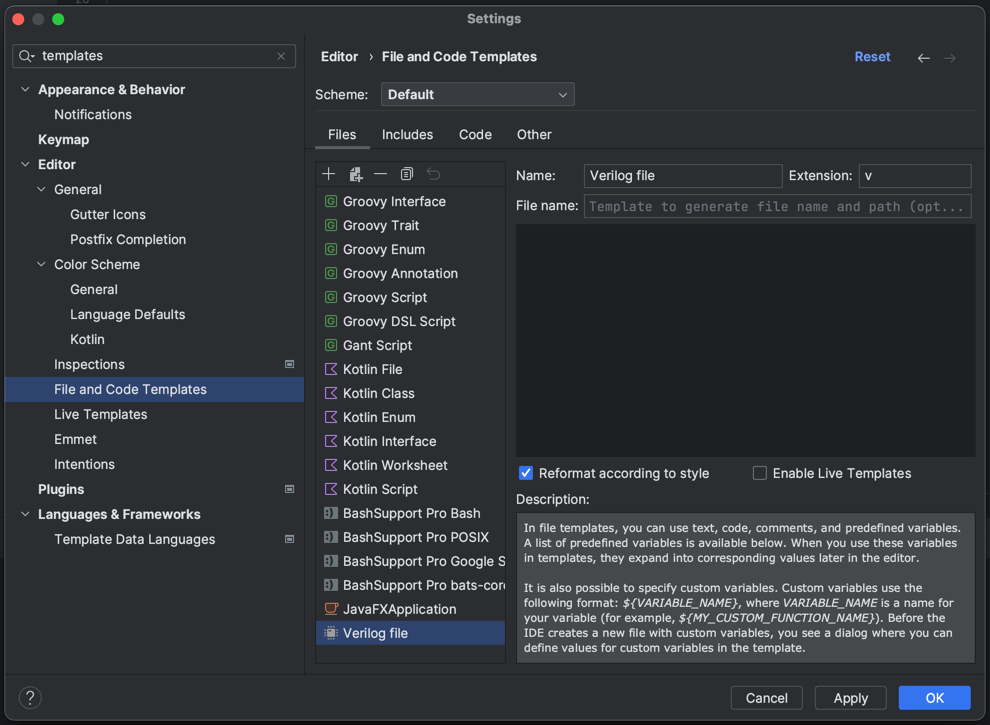 Settings
templates
Appearance & Behavior
Notifications
Keymap
Editor
General
Gutter Icons
Postfix Completion
Color Scheme
General
Language Defaults
Kotlin
Inspections
File and Code Templates
Live Templates
Emmet
Intentions
Plugins
Languages & Frameworks
Template Data Languages
Editor › File and Code Templates
Reset
Scheme: Default
Files Includes Code Other
Groovy Interface
Groovy Trait
Groovy Enum
Groovy Annotation
Groovy Script
Groovy DSL Script
Gant Script
Kotlin File
Kotlin Class
Kotlin Enum
Kotlin Interface
Kotlin Worksheet
Kotlin Script
BashSupport Pro Bash
BashSupport Pro POSIX
BashSupport Pro Google S
BashSupport Pro bats-core
JavaFXApplication
Verilog file
Name: Verilog file Extension: v
File name: Template to generate file name and path (opt...
Reformat according to style Enable Live Templates
Description:
In file templates, you can use text, code, comments, and predefined variables.
A list of predefined variables is available below. When you use these variables
in templates, they expand into corresponding values later in the editor.
It is also possible to specify custom variables. Custom variables use the
following format: ${VARIABLE_NAME}, where VARIABLE_NAME is a name for
your variable (for example, ${MY_CUSTOM_FUNCTION_NAME}). Before the
IDE creates a new file with custom variables, you see a dialog where you can
define values for custom variables in the template.
?
Cancel Apply OK